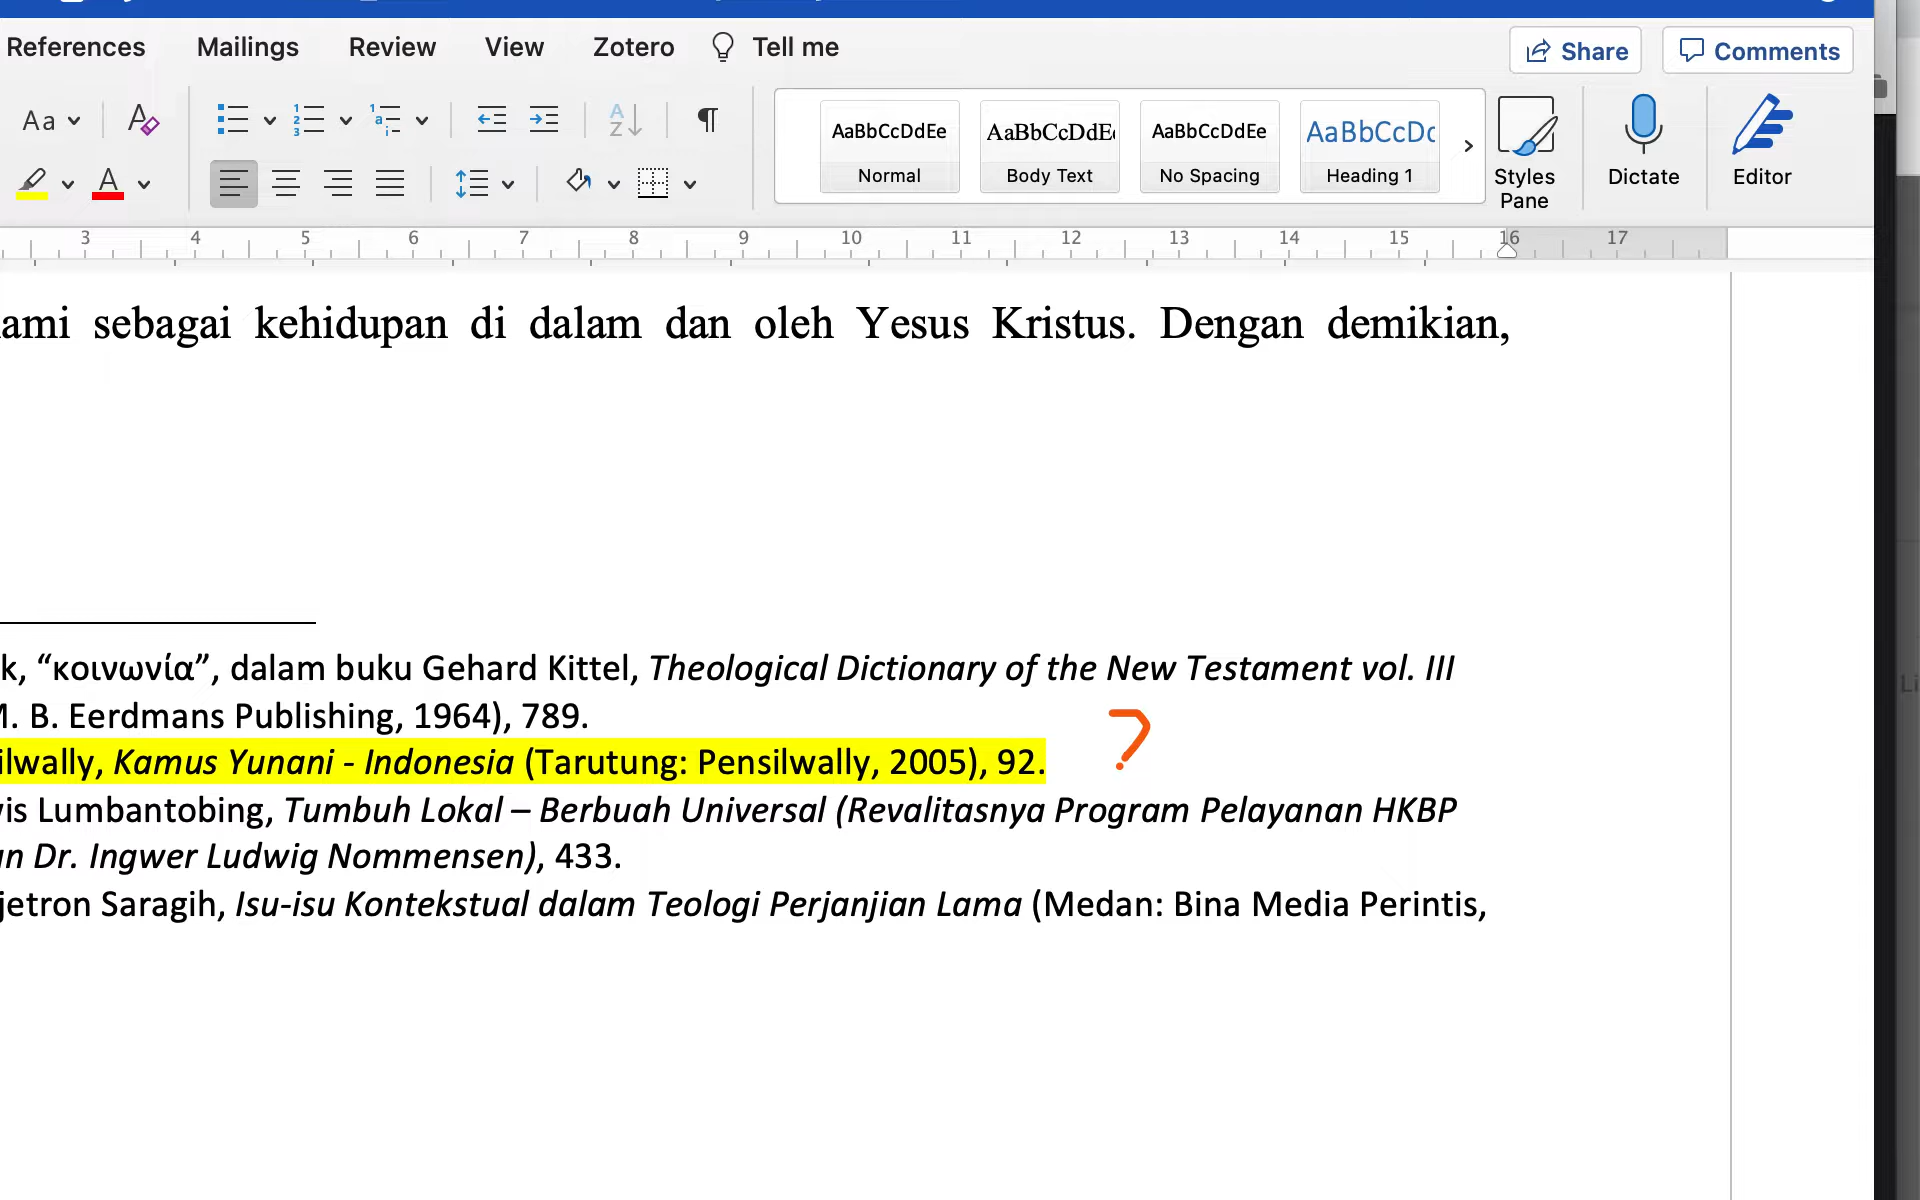 References Mailings Review View Zotero Tell me Share Comments
Aa A
A Z ¶
AaBbCcDdEe AaBbCcDdEe AaBbCcDdEe AaBbCcDc
Normal Body Text No Spacing Heading 1
Styles Pane
Dictate
Editor
A
3 4 5 6 7 8 9 10 11 12 13 14 15 16 17
ami sebagai kehidupan di dalam dan oleh Yesus Kristus. Dengan demikian,
k, “κοινωνία”, dalam buku Gehard Kittel, Theological Dictionary of the New Testament vol. III
M. B. Eerdmans Publishing, 1964), 789.
?
ilwally, Kamus Yunani - Indonesia (Tarutung: Pensilwally, 2005), 92.
vis Lumbantobing, Tumbuh Lokal – Berbuah Universal (Revalitasnya Program Pelayanan HKBP
an Dr. Ingwer Ludwig Nommensen), 433.
jetron Saragih, Isu-isu Kontekstual dalam Teologi Perjanjian Lama (Medan: Bina Media Perintis,
Li